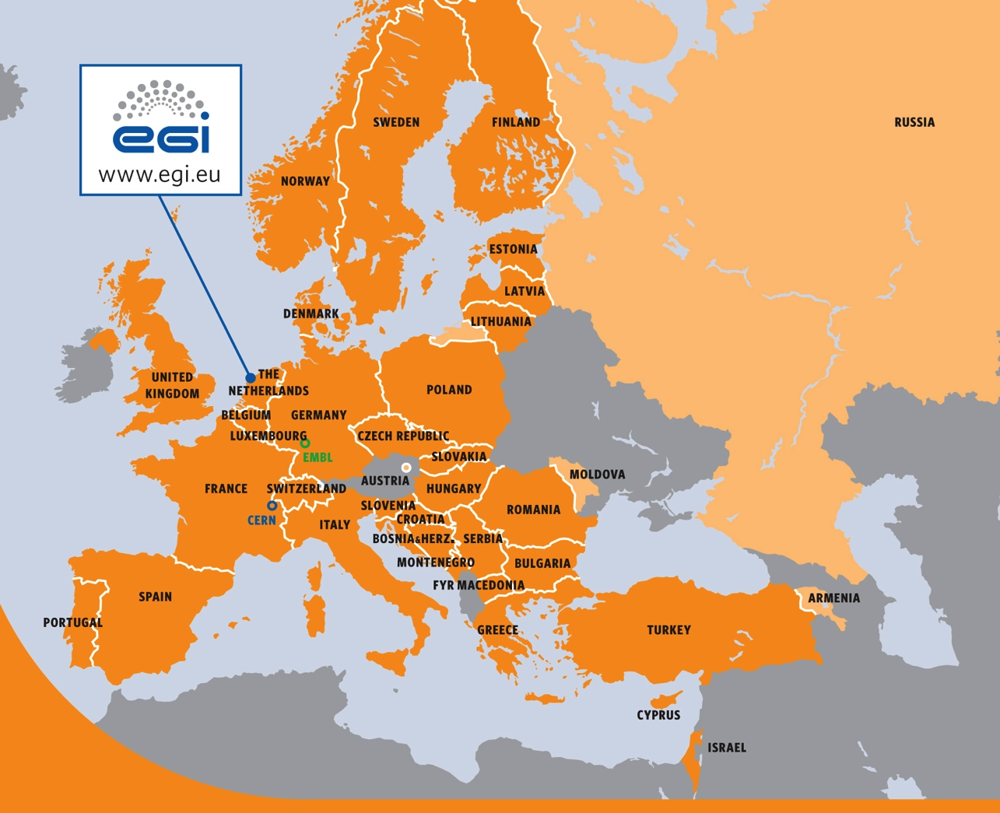 egi
www.egi.eu
SWEDEN
FINLAND
RUSSIA
NORWAY
ESTONIA
LATVIA
DENMARK
LITHUANIA
UNITED
KINGDOM
THE
NETHERLANDS
POLAND
BELGIUM
GERMANY
LUXEMBOURG
CZECH REPUBLIC
EMBL
SLOVAKIA
MOLDOVA
AUSTRIA
FRANCE
SWITZERLAND
HUNGARY
SLOVENIA
ROMANIA
CERN
ITALY
CROATIA
BOSNIA&HERZ.
SERBIA
MONTENEGRO
BULGARIA
FYR MACEDONIA
SPAIN
ARMENIA
PORTUGAL
GREECE
TURKEY
CYPRUS
ISRAEL